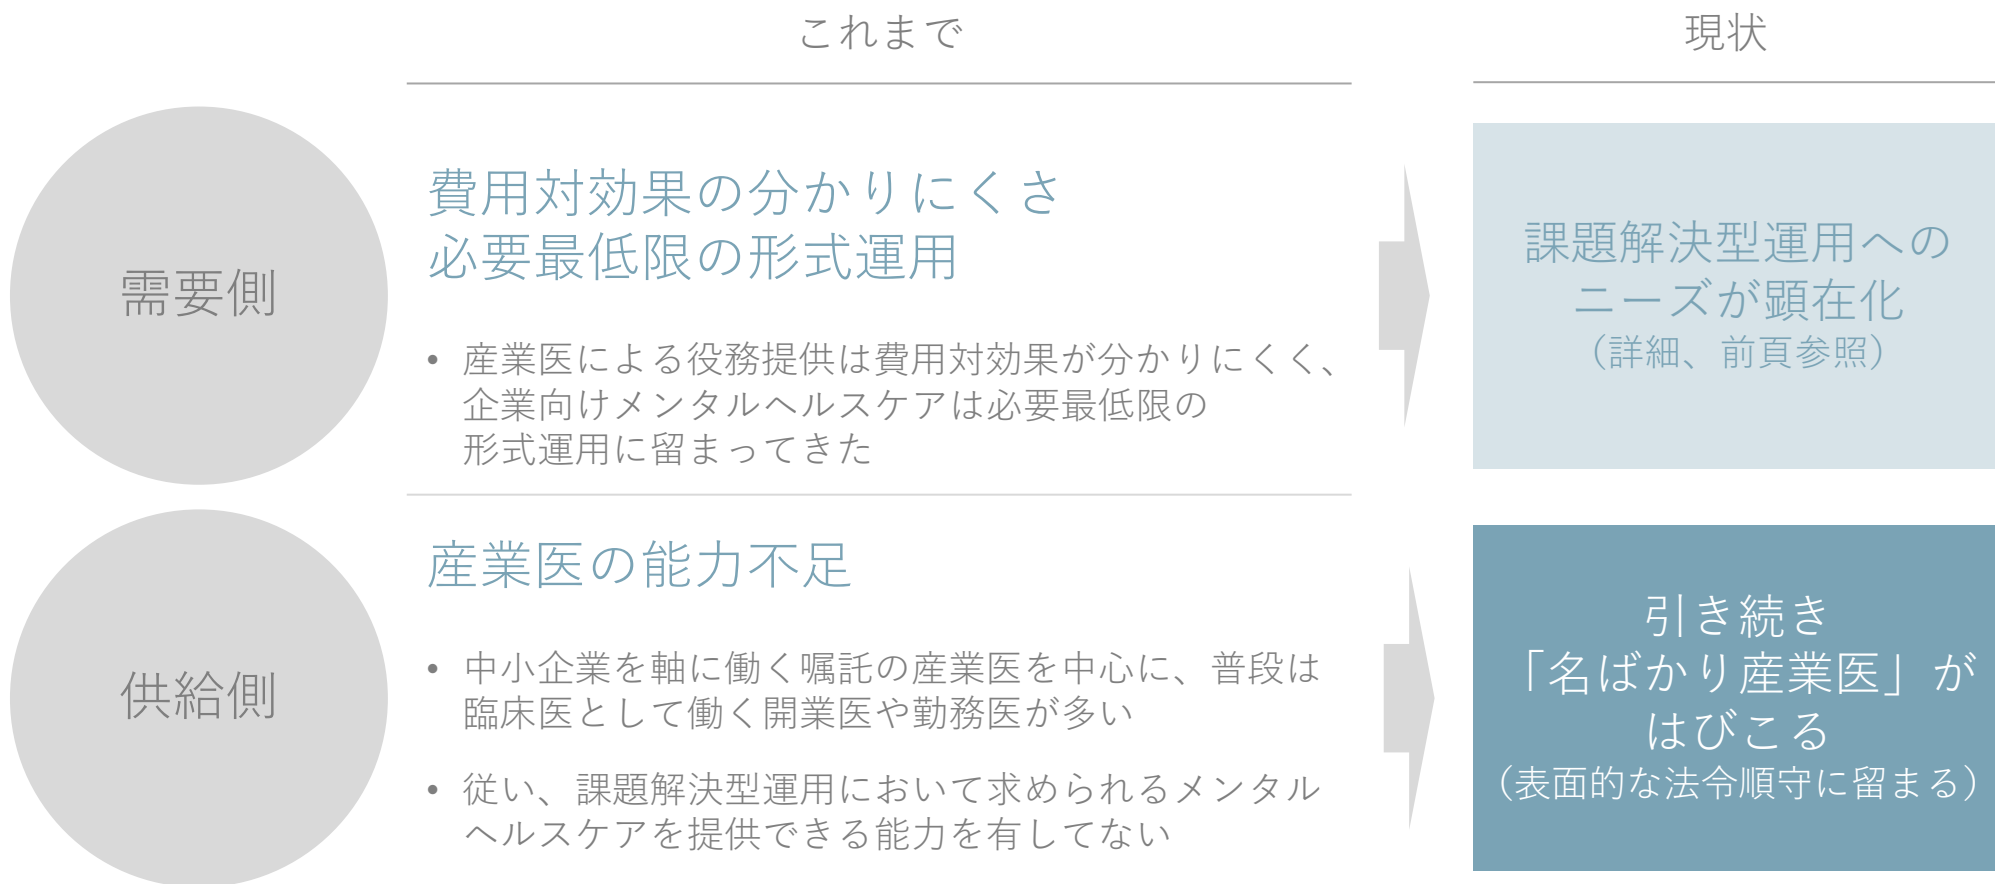 これまで
現状
需要側
費用対効果の分かりにくさ
必要最低限の形式運用
• 産業医による役務提供は費用対効果が分かりにくく、
企業向けメンタルヘルスケアは必要最低限の
形式運用に留まってきた
課題解決型運用への
ニーズが顕在化
（詳細、前頁参照）
供給側
産業医の能力不足
• 中小企業を軸に働く嘱託の産業医を中心に、普段は
臨床医として働く開業医や勤務医が多い
• 従い、課題解決型運用において求められるメンタル
ヘルスケアを提供できる能力を有してない
引き続き
「名ばかり産業医」が
はびこる
（表面的な法令順守に留まる）